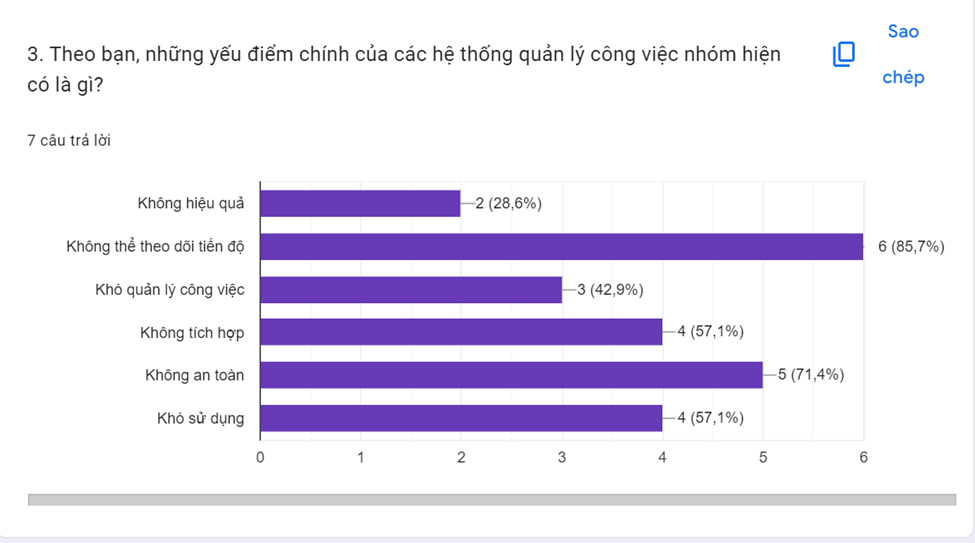 3. Theo bạn, những yếu điểm chính của các hệ thống quản lý công việc nhóm hiện
có là gì?
Sao
chép
7 câu trả lời
Không hiệu quả
2 (28,6%)
Không thể theo dõi tiến độ
6 (85,7%)
Khó quản lý công việc
3 (42,9%)
Không tích hợp
4 (57,1%)
Không an toàn
5 (71,4%)
Khó sử dụng
4 (57,1%)
0 1 2 3 4 5 6